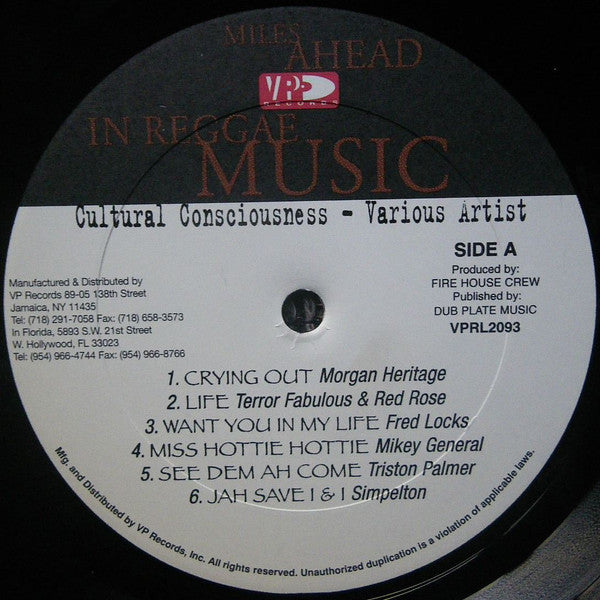 MILES
AHEAD
VP
RECORDS
IN REGGAE
MUSIC
Cultural Consciousness - Various Artist
SIDE A
Produced by:
FIRE HOUSE CREW
Published by:
DUB PLATE MUSIC
VPRL2093
Manufactured & Distributed by
VP Records 89-05 138th Street
Jamaica, NY 11435
Tel: (718) 291-7058 Fax: (718) 658-3573
In Florida, 5893 S.W. 21st Street
W. Hollywood, FL 33023
Tel: (954) 966-4744 Fax: (954) 966-8766
1. CRYING OUT Morgan Heritage
2. LIFE Terror Fabulous & Red Rose
3. WANT YOU IN MY LIFE Fred Locks
4. MISS HOTTIE HOTTIE Mikey General
5. SEE DEM AH COME Triston Palmer
6. JAH SAVE I & I Simpelton
Mfg. and Distributed by VP Records, Inc. All rights reserved. Unauthorized duplication is a violation of applicable laws.